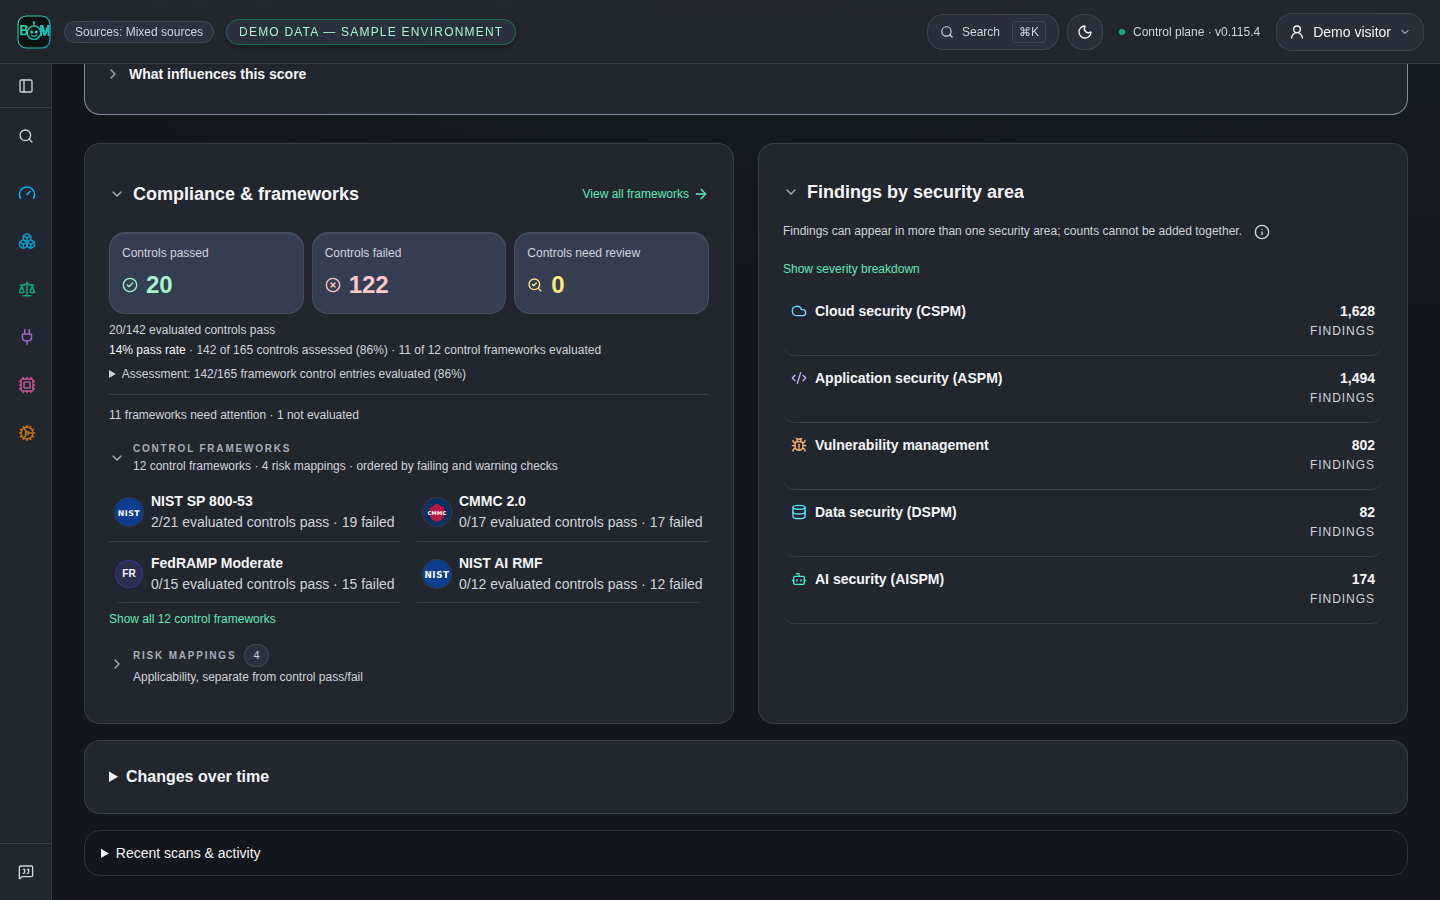 BOM
Sources: Mixed sources
DEMO DATA — SAMPLE ENVIRONMENT
Search
⌘K
Control plane · v0.115.4
Demo visitor
What influences this score
Compliance & frameworks
View all frameworks
Controls passed
20
Controls failed
122
Controls need review
0
20/142 evaluated controls pass
14% pass rate · 142 of 165 controls assessed (86%) · 11 of 12 control frameworks evaluated
Assessment: 142/165 framework control entries evaluated (86%)
11 frameworks need attention · 1 not evaluated
CONTROL FRAMEWORKS
12 control frameworks · 4 risk mappings · ordered by failing and warning checks
NIST
NIST SP 800-53
2/21 evaluated controls pass · 19 failed
CMMC
CMMC 2.0
0/17 evaluated controls pass · 17 failed
FR
FedRAMP Moderate
0/15 evaluated controls pass · 15 failed
NIST
NIST AI RMF
0/12 evaluated controls pass · 12 failed
Show all 12 control frameworks
RISK MAPPINGS
4
Applicability, separate from control pass/fail
Findings by security area
Findings can appear in more than one security area; counts cannot be added together.
Show severity breakdown
Cloud security (CSPM)
1,628
FINDINGS
Application security (ASPM)
1,494
FINDINGS
Vulnerability management
802
FINDINGS
Data security (DSPM)
82
FINDINGS
AI security (AISPM)
174
FINDINGS
Changes over time
Recent scans & activity